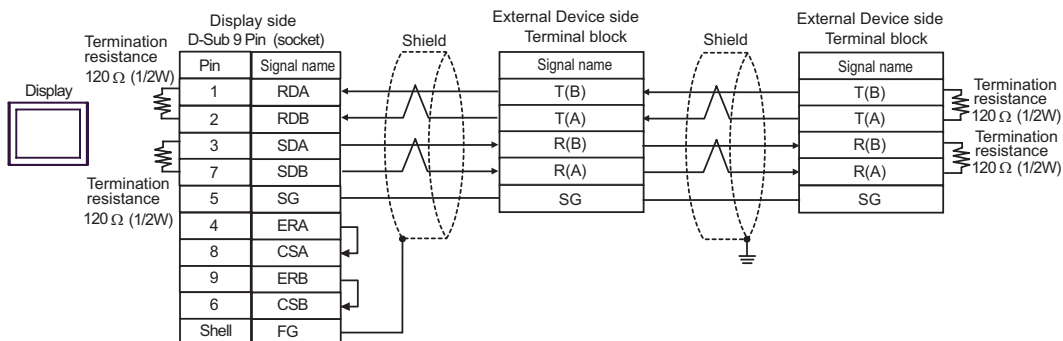 Display
Termination
resistance
120 Ω (1/2W)
Termination
resistance
120 Ω (1/2W)
Display side
D-Sub 9 Pin (socket)
Pin Signal name
1 RDA
2 RDB
3 SDA
7 SDB
5 SG
4 ERA
8 CSA
9 ERB
6 CSB
Shell FG
Shield
External Device side
Terminal block
Signal name
T(B)
T(A)
R(B)
R(A)
SG
Shield
External Device side
Terminal block
Signal name
T(B)
T(A)
R(B)
R(A)
SG
Termination
resistance
120 Ω (1/2W)
Termination
resistance
120 Ω (1/2W)